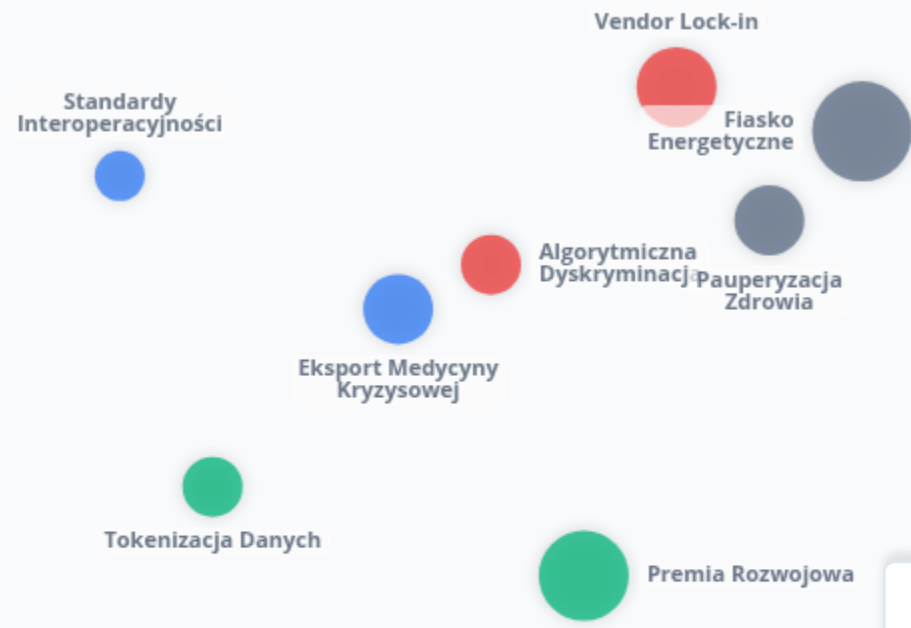 Vendor Lock-in
Standardy
Interoperacyjności
Fiasko
Energetyczne
Algorytmiczna
Dyskryminacja
Pauperyzacja
Zdrowia
Eksport Medycyny
Kryzysowej
Tokenizacja Danych
Premia Rozwojowa